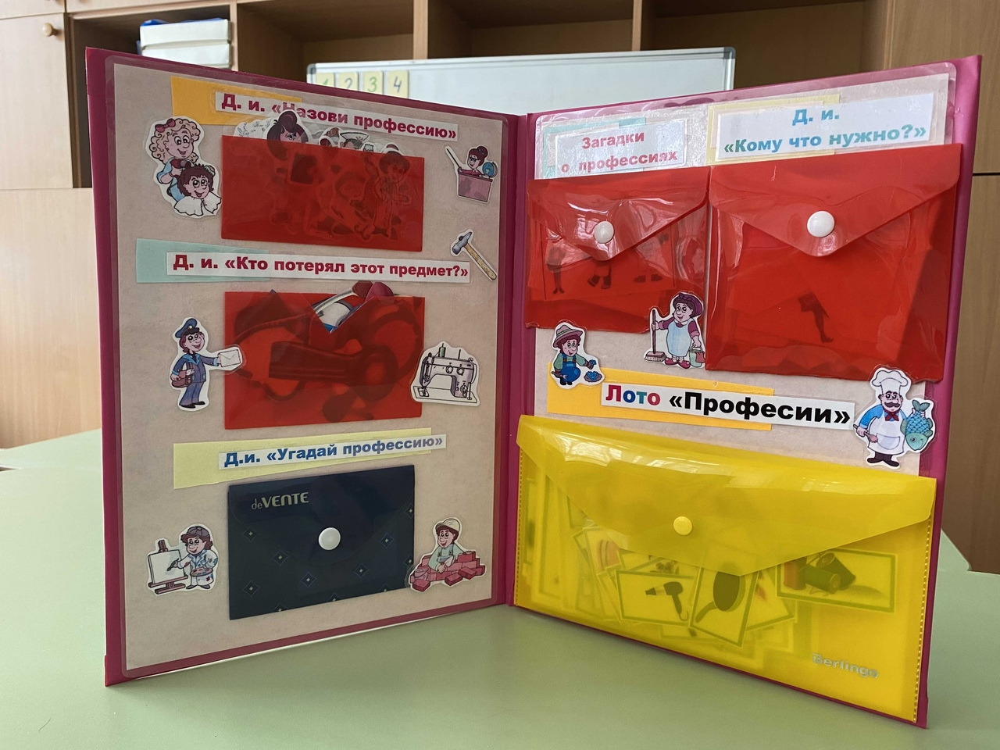 2 3 4
Д. и. «Назови профессию»
Д. и. «Кто потерял этот предмет?»
Д.и. «Угадай профессию»
deVENTE
Загадки
о профессиях
Д. и.
«Кому что нужно?»
Лото «Професии»
Berlingo